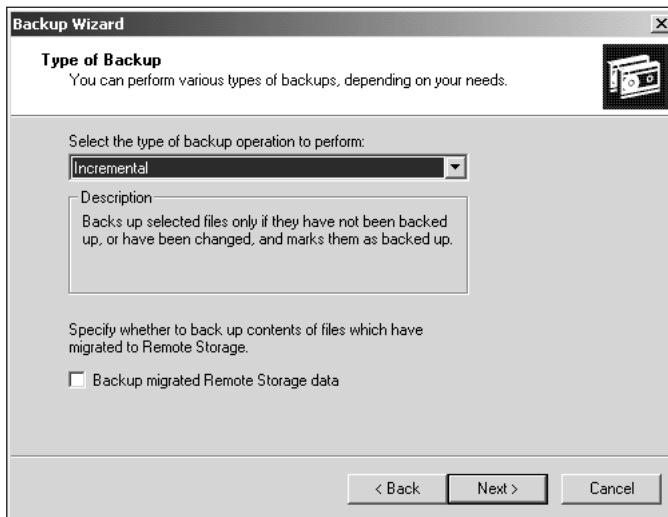 Backup Wizard
Type of Backup
You can perform various types of backups, depending on your needs.
Select the type of backup operation to perform:
Incremental
Description
Backs up selected files only if they have not been backed
up, or have been changed, and marks them as backed up.
Specify whether to back up contents of files which have
migrated to Remote Storage.
Backup migrated Remote Storage data
< Back
Next >
Cancel